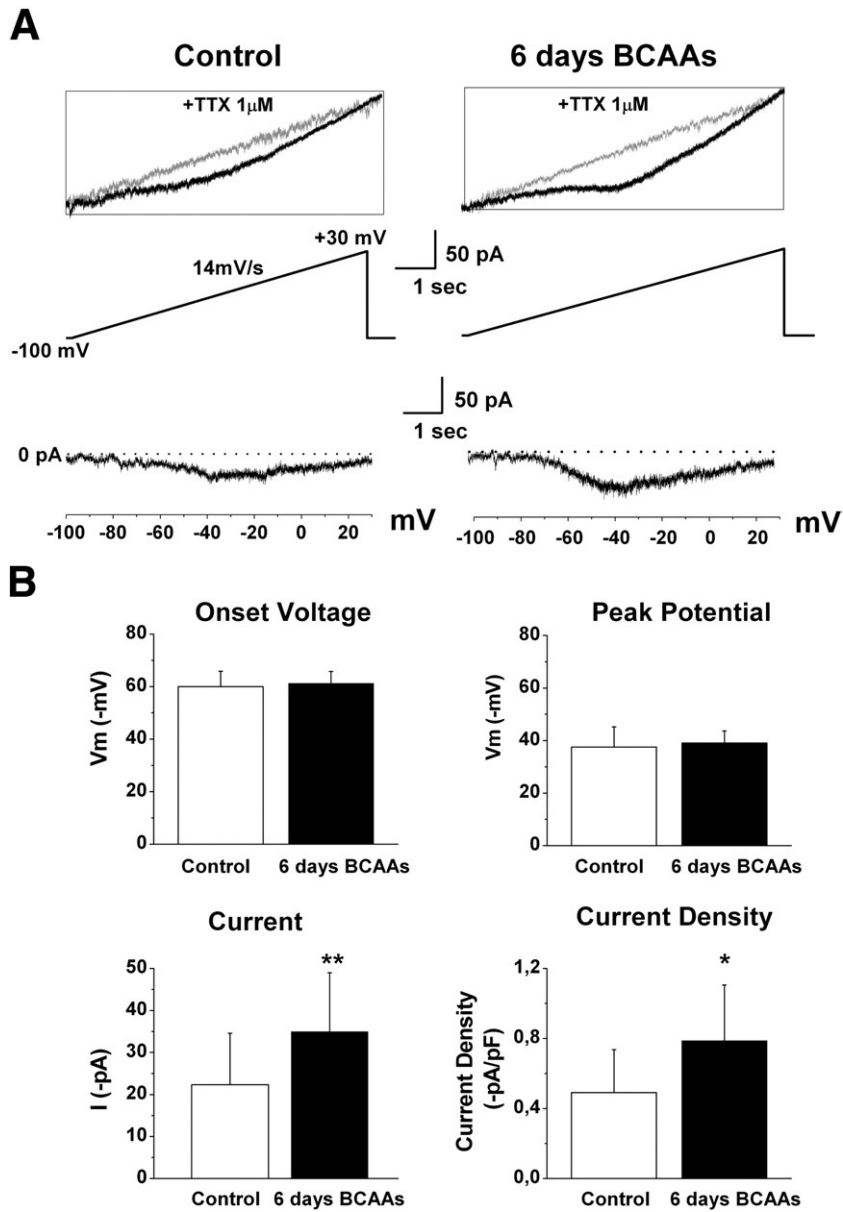 A
Control
6 days BCAAs
+TTX 1μM
+TTX 1μM
+30 mV
50 pA
14mV/s
1 sec
-100 mV
50 pA
1 sec
0 pA
-100 -80 -60 -40 -20 0 20 mV
-100 -80 -60 -40 -20 0 20 mV
B
Onset Voltage
80
60
40
20
0
Vm (-mV)
Control 6 days BCAAs
Peak Potential
80
60
40
20
0
Vm (-mV)
Control 6 days BCAAs
Current
50
40
30
20
10
0
I (-pA)
**
Control 6 days BCAAs
Current Density
1,2
0,8
0,4
0,0
Current Density
(-pA/pF)
*
Control 6 days BCAAs